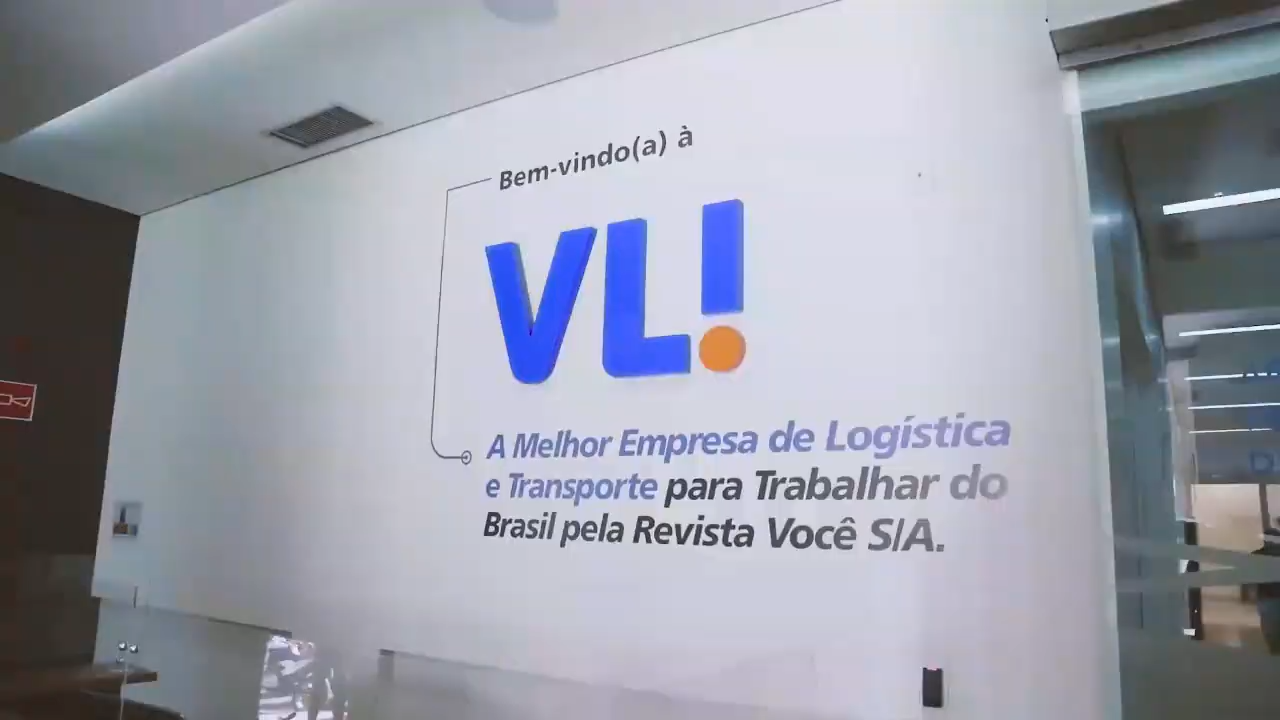 Bem-vindo(a) à
VL!
A Melhor Empresa de Logística
e Transporte para Trabalhar do
Brasil pela Revista Você S/A.